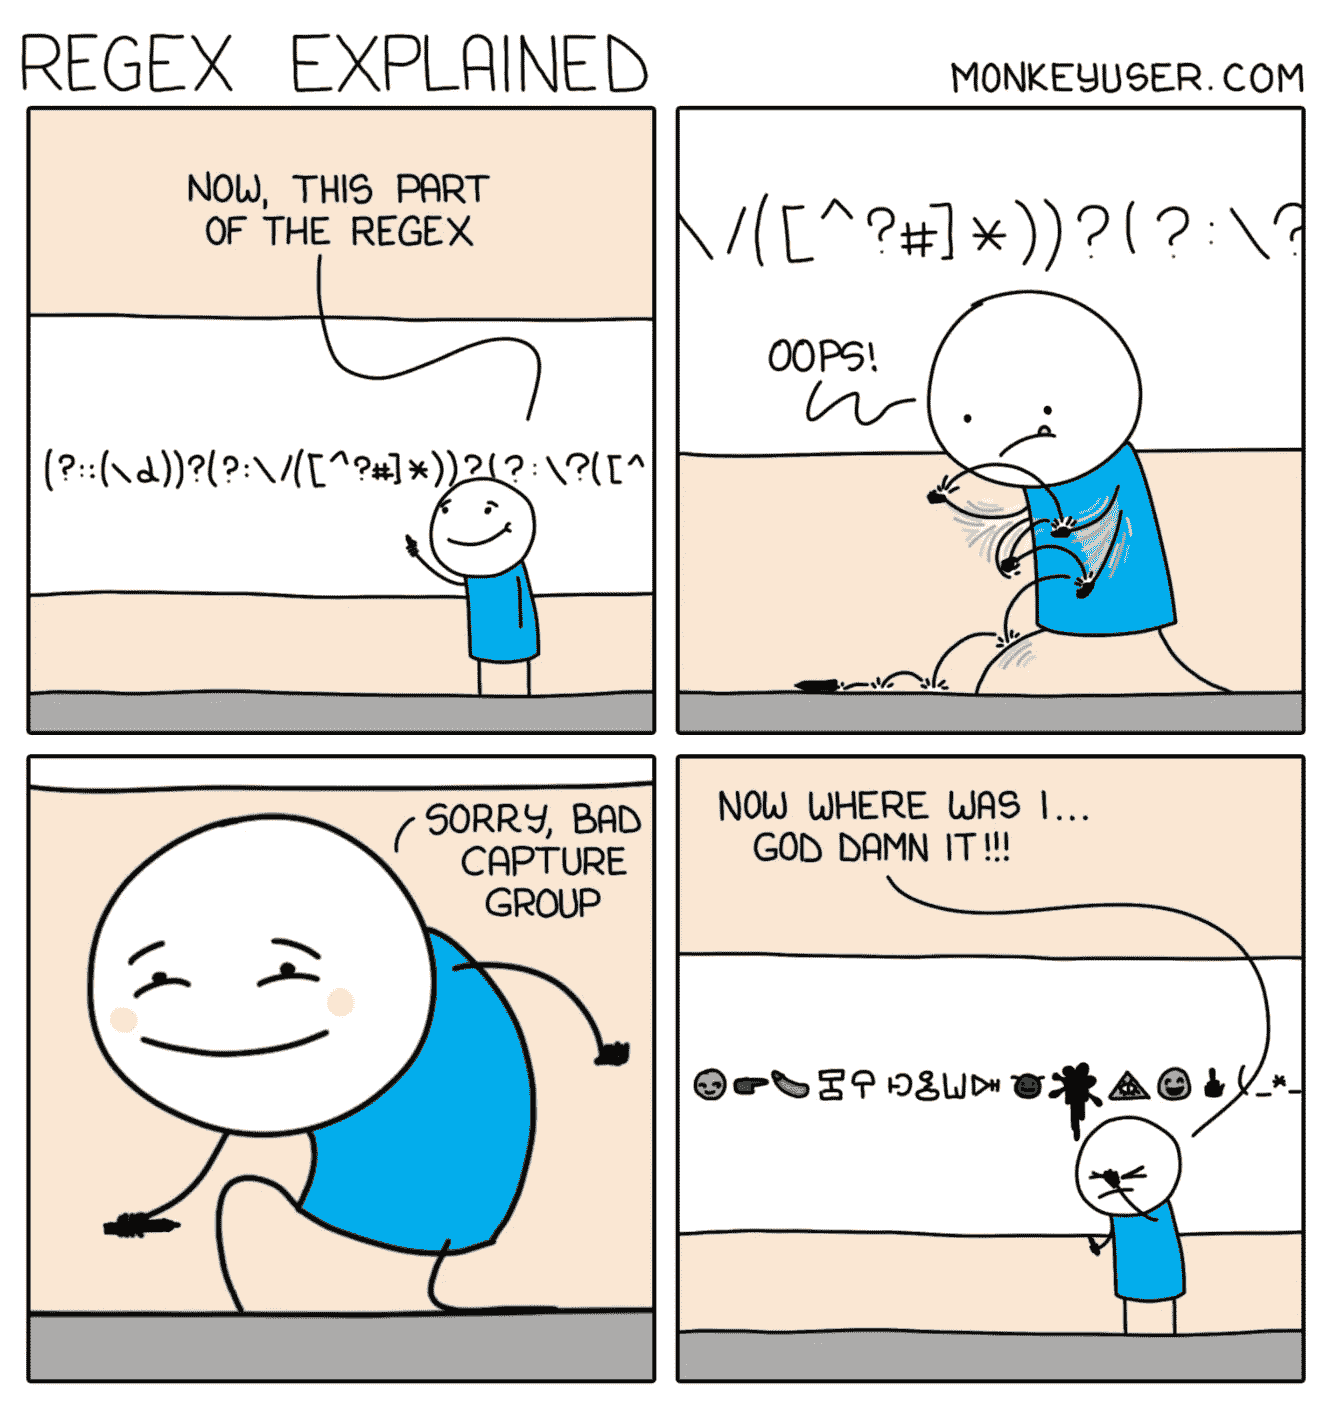 REGEX EXPLAINED
MONKEYUSER.COM
NOW, THIS PART
OF THE REGEX
(?::(\d))?(?:\/([^?#]*))?(?:\?([^
\/([^?#]*))?(?:\?
OOPS!
SORRY, BAD
CAPTURE
GROUP
NOW WHERE WAS I...
GOD DAMN IT!!!
(_*_